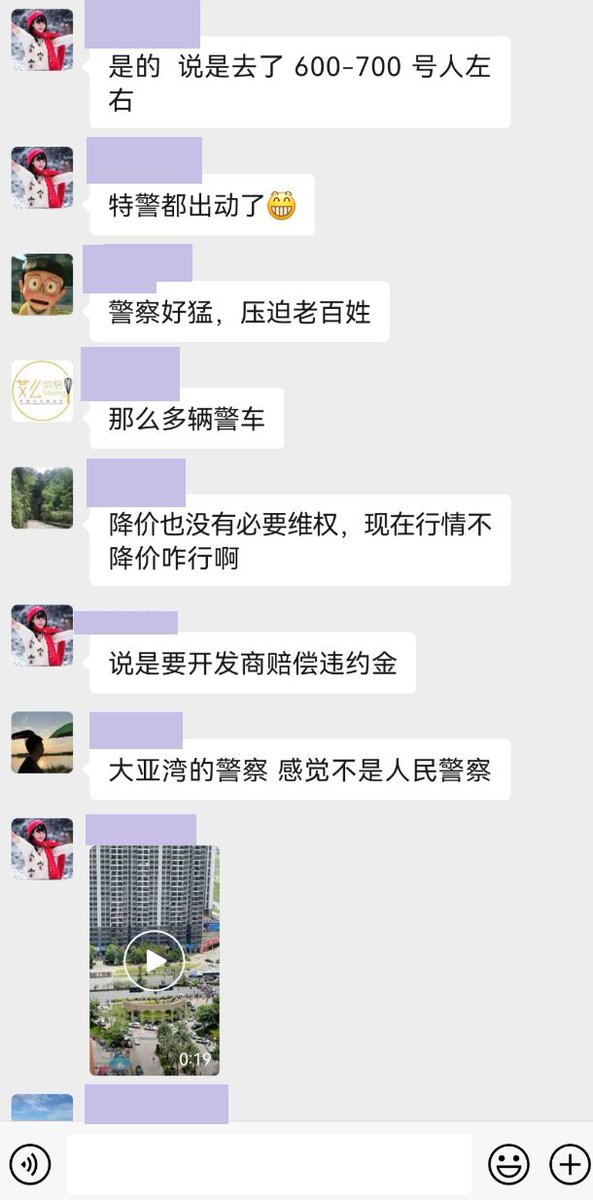 是的 说是去了 600-700 号人左
右
特警都出动了
警察好猛，压迫老百姓
那么多辆警车
降价也没有必要维权，现在行情不
降价咋行啊
说是要开发商赔偿违约金
大亚湾的警察 感觉不是人民警察
0:19